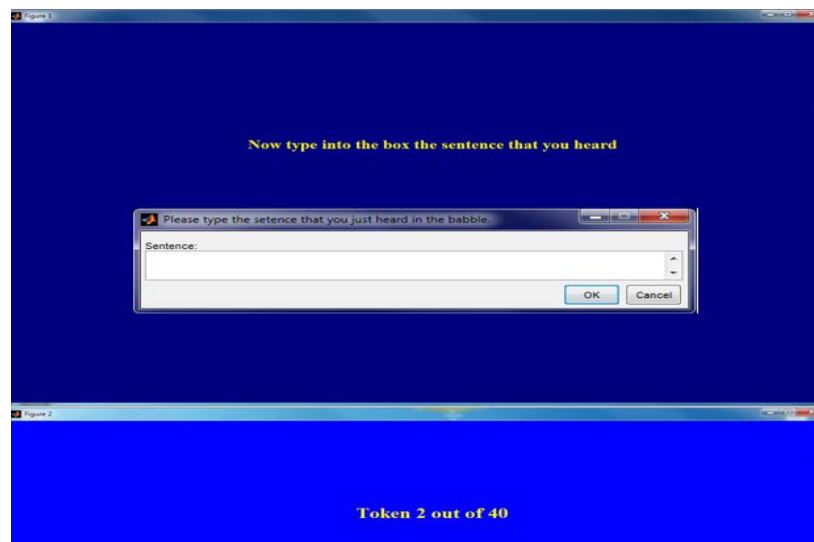 Figure 1
Now type into the box the sentence that you heard
Please type the setence that you just heard in the babble.
Sentence:
OK Cancel
Figure 2
Token 2 out of 40